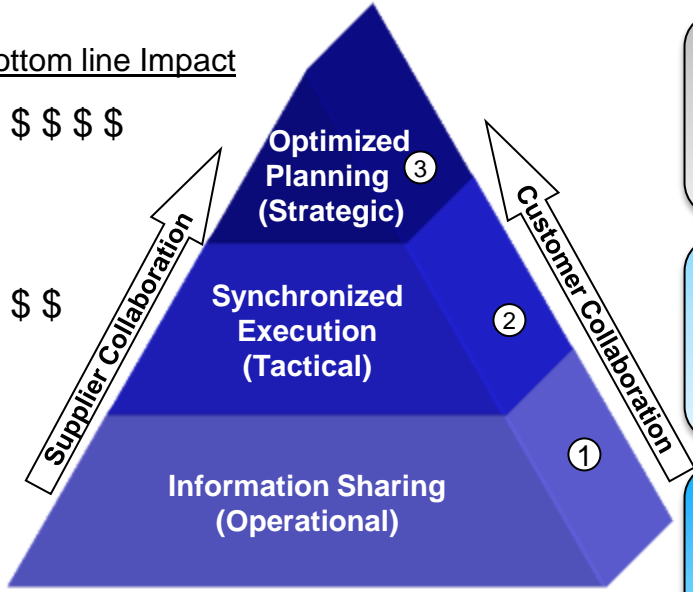 ottom line Impact
$ $ $ $
Optimized
Planning
3
(Strategic)
Supplier Collaboration
Customer Collaboration
$ $
Synchronized
Execution
(Tactical)
2
Information Sharing
(Operational)
1